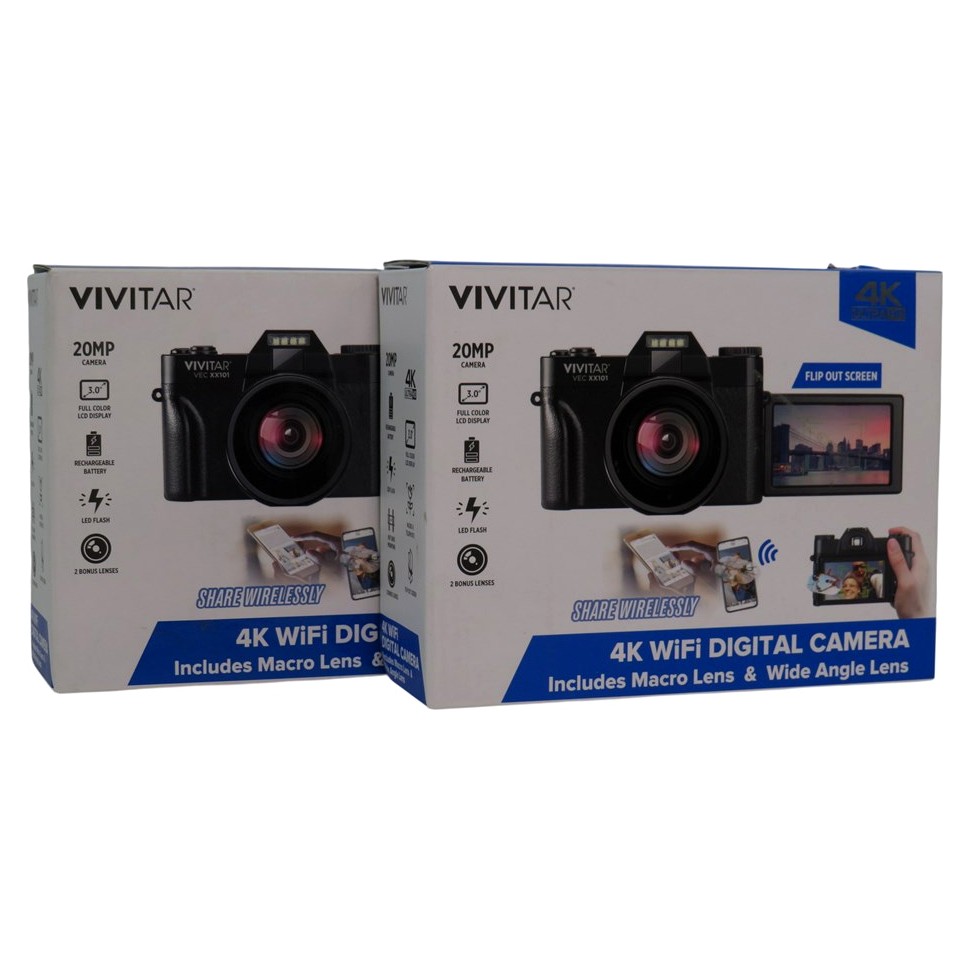 VIVITAR
20MP
CAMERA
3.0"
FULL COLOR
LCD DISPLAY
RECHARGEABLE
BATTERY
LED FLASH
2 BONUS LENSES
VIVITAR
VEC XX101
SHARE WIRELESSLY
4K WiFi DIG
Includes Macro Lens &
VIVITAR
20MP
CAMERA
4K
4K WiFi
Includes Macro Lens &
VIVITAR
20MP
CAMERA
3.0"
FULL COLOR
LCD DISPLAY
RECHARGEABLE
BATTERY
LED FLASH
2 BONUS LENSES
VIVITAR
VEC XX101
4K
FLIP OUT SCREEN
SHARE WIRELESSLY
4K WiFi DIGITAL CAMERA
Includes Macro Lens & Wide Angle Lens